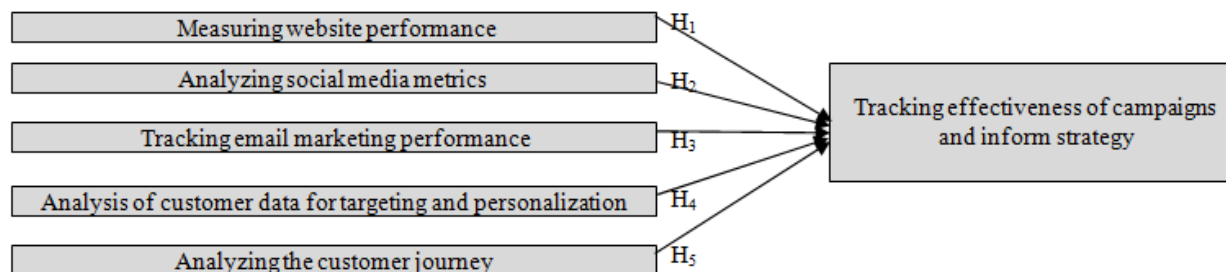 Measuring website performance
H₁
Analyzing social media metrics
H₂
Tracking email marketing performance
H₃
Analysis of customer data for targeting and personalization
H₄
Analyzing the customer journey
H₅
Tracking effectiveness of campaigns
and inform strategy